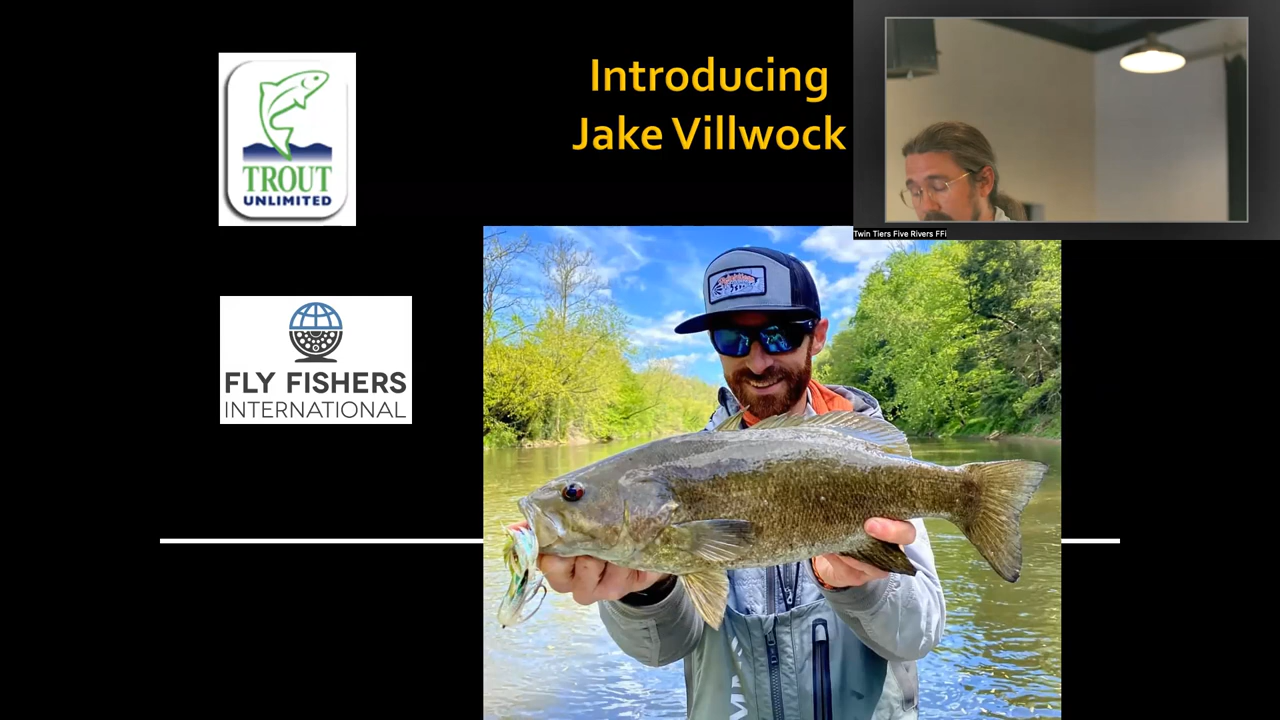 Introducing
Jake Villwock
TROUT
UNLIMITED
Twin Tiers Five Rivers FFi
FLY FISHERS
INTERNATIONAL